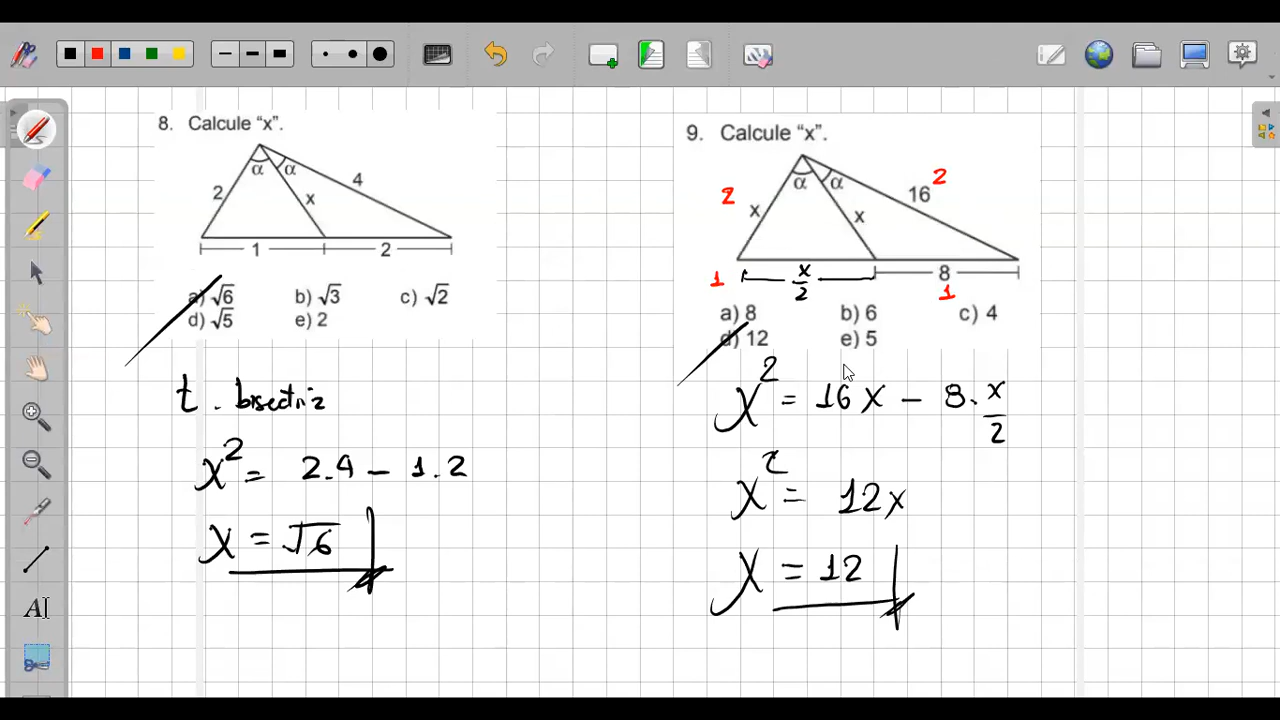 8. Calcule "x".
α
α
2
4
x
1
2
a) √6 b) √3 c) √2
d) √5 e) 2
t. bisectriz
x² = 2.4 - 1.2
x = √6
9. Calcule "x".
α
α
2
16
2
x
x
1
x/2
8
1
a) 8 b) 6 c) 4
d) 12 e) 5
x² = 16x - 8.x/2
x² = 12x
x = 12